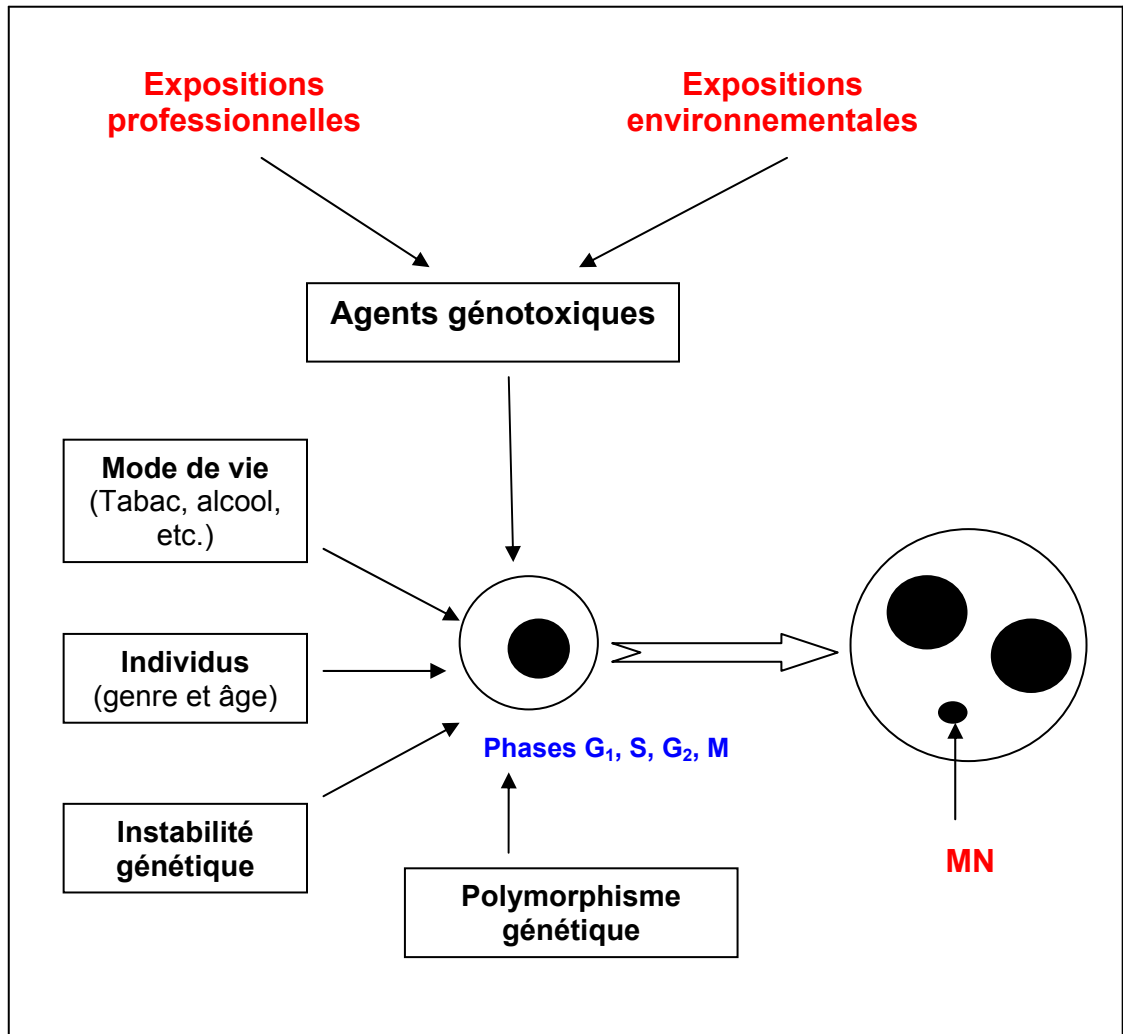 Expositions
professionnelles
Expositions
environnementales
Agents génotoxiques
Mode de vie
(Tabac, alcool,
etc.)
Individus
(genre et âge)
Phases G₁, S, G₂, M
Instabilité
génétique
Polymorphisme
génétique
MN